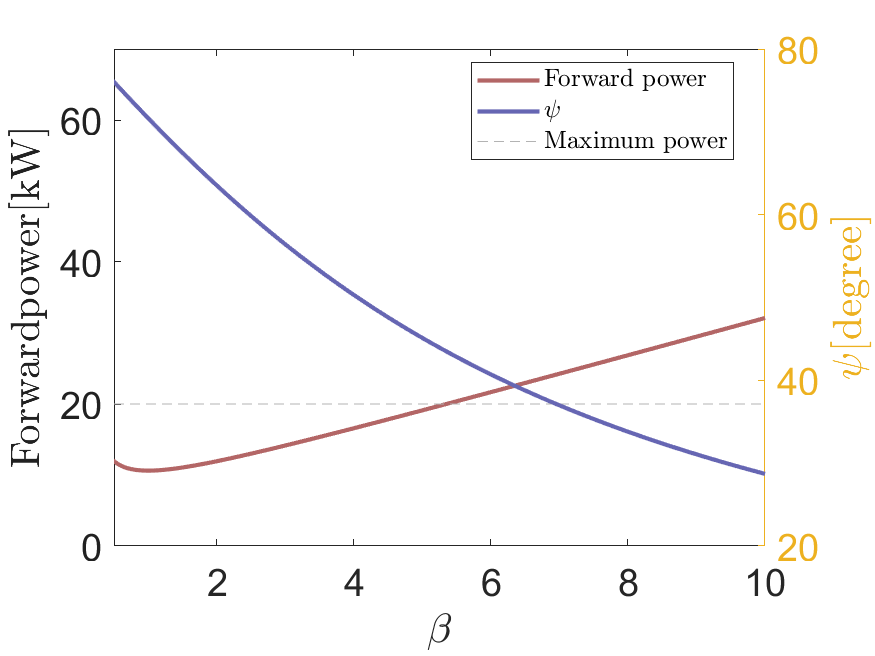 Forwardpower[kW]
60
40
20
0
2
4
6
8
10
β
80
60
40
20
ψ[degree]
Forward power
ψ
Maximum power